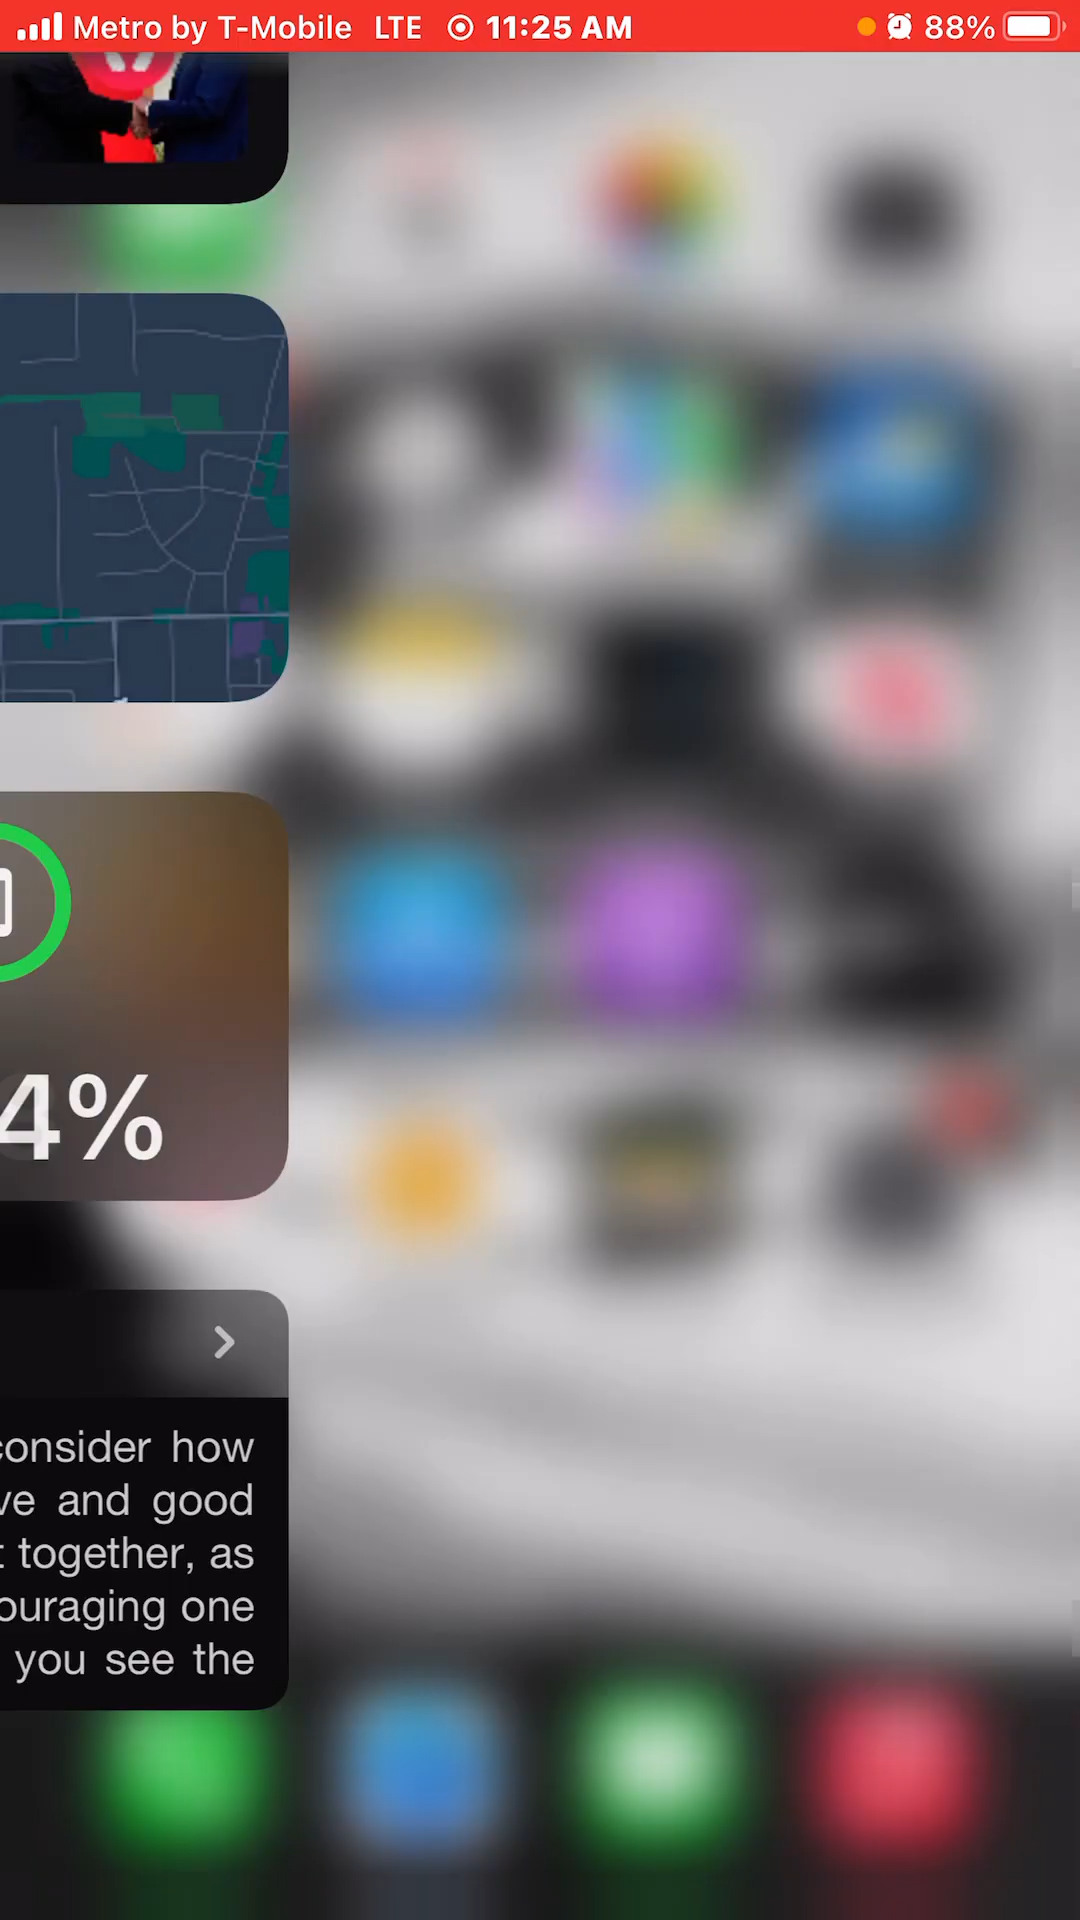 Metro by T-Mobile LTE 11:25 AM 88%
4%
consider how
ve and good
t together, as
ouraging one
you see the